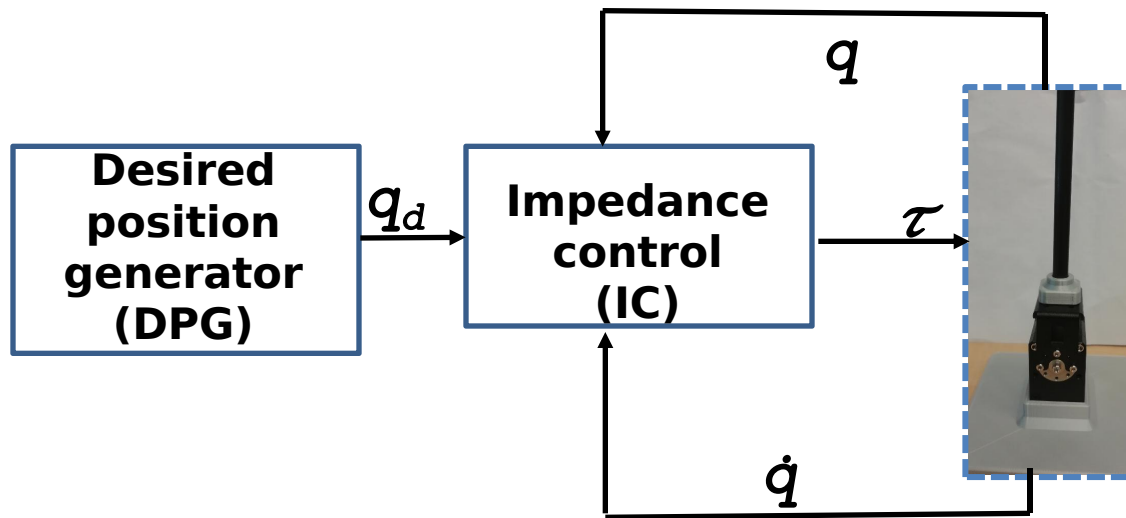 q
Desired
position
generator
(DPG)
q_d
Impedance
control
(IC)
τ
q̇